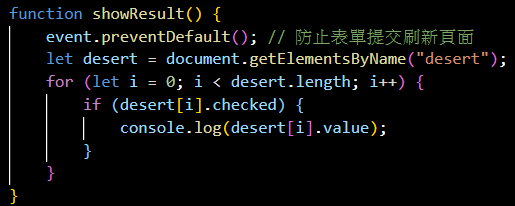 function showResult() {
    event.preventDefault(); // 防止表單提交刷新頁面
    let desert = document.getElementsByName("desert");
    for (let i = 0; i < desert.length; i++) {
        if (desert[i].checked) {
            console.log(desert[i].value);
        }
    }
}